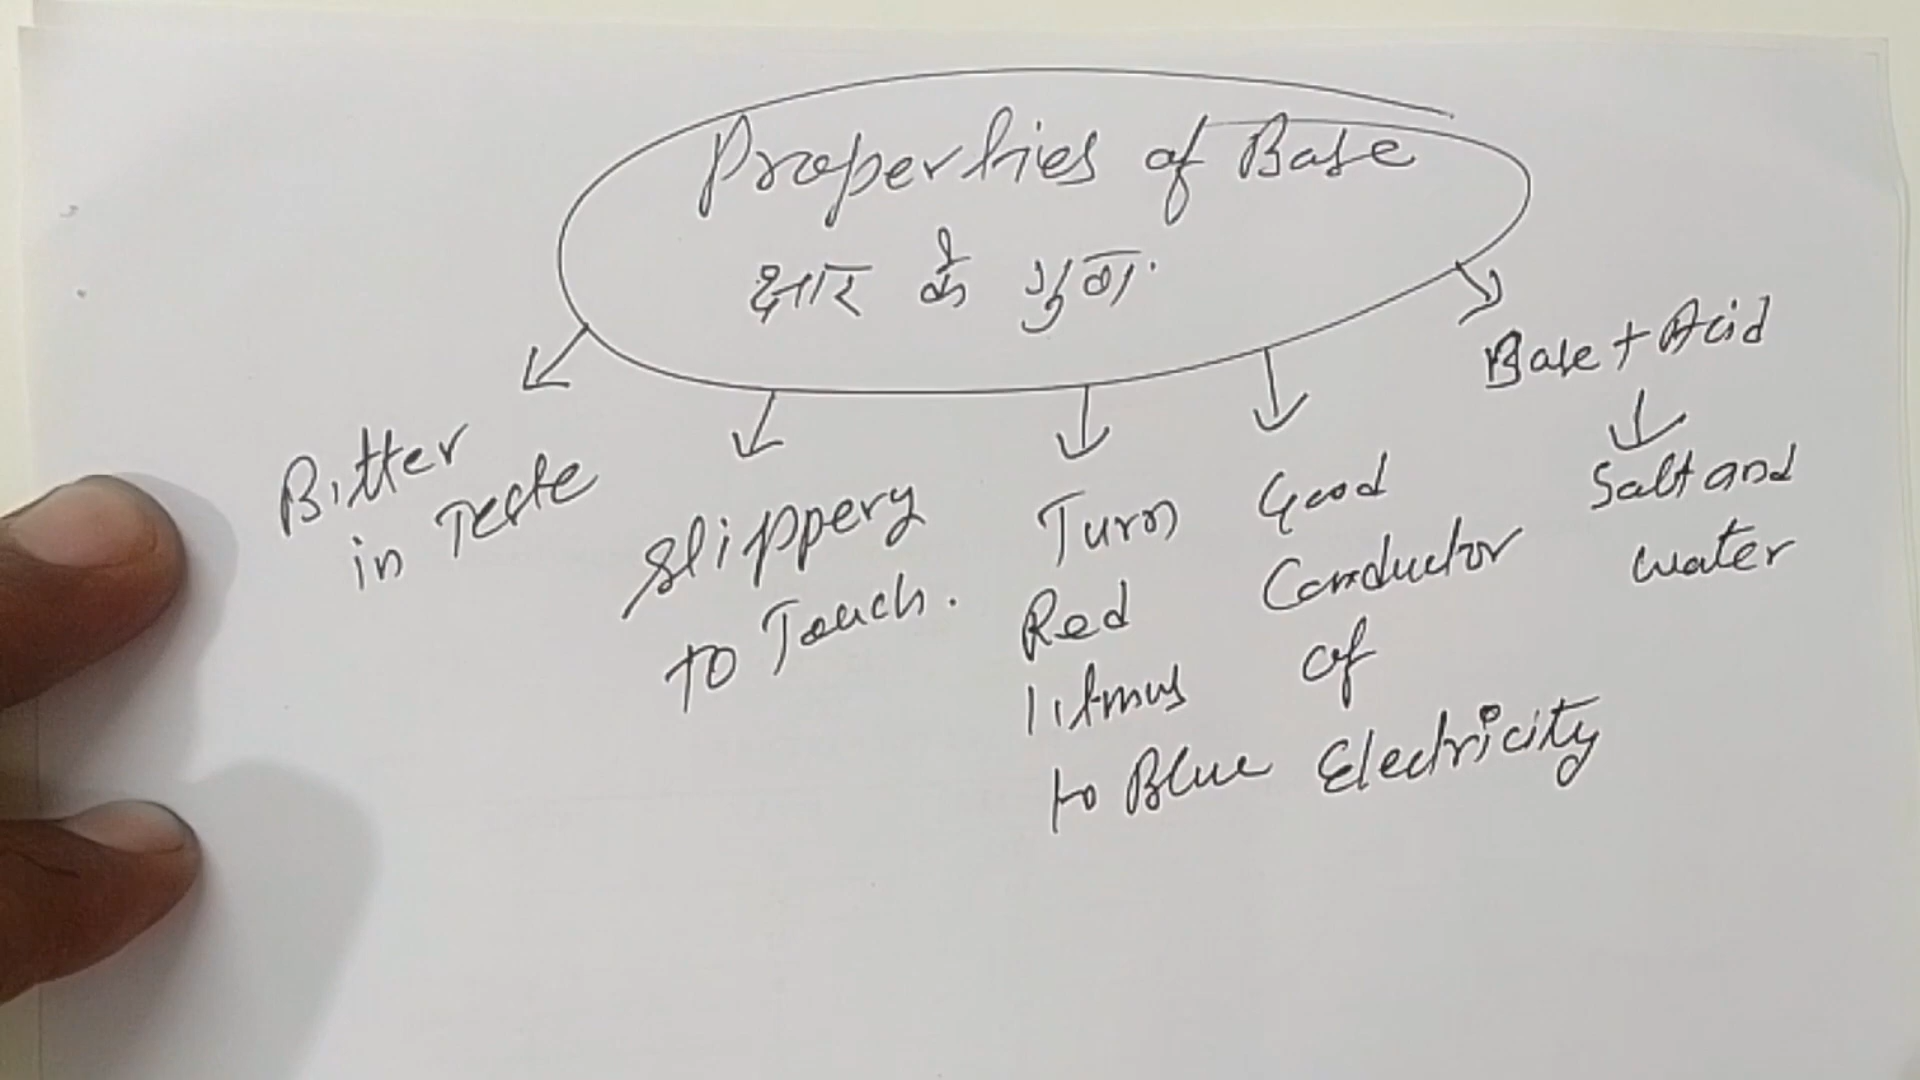 Properties of Base
क्षार के गुण
Bitter
in Teste
Slippery
to Touch.
Turn
Red
litmus
to Blue
Good
Conductor
of
Electricity
Base + Acid
Salt and
water